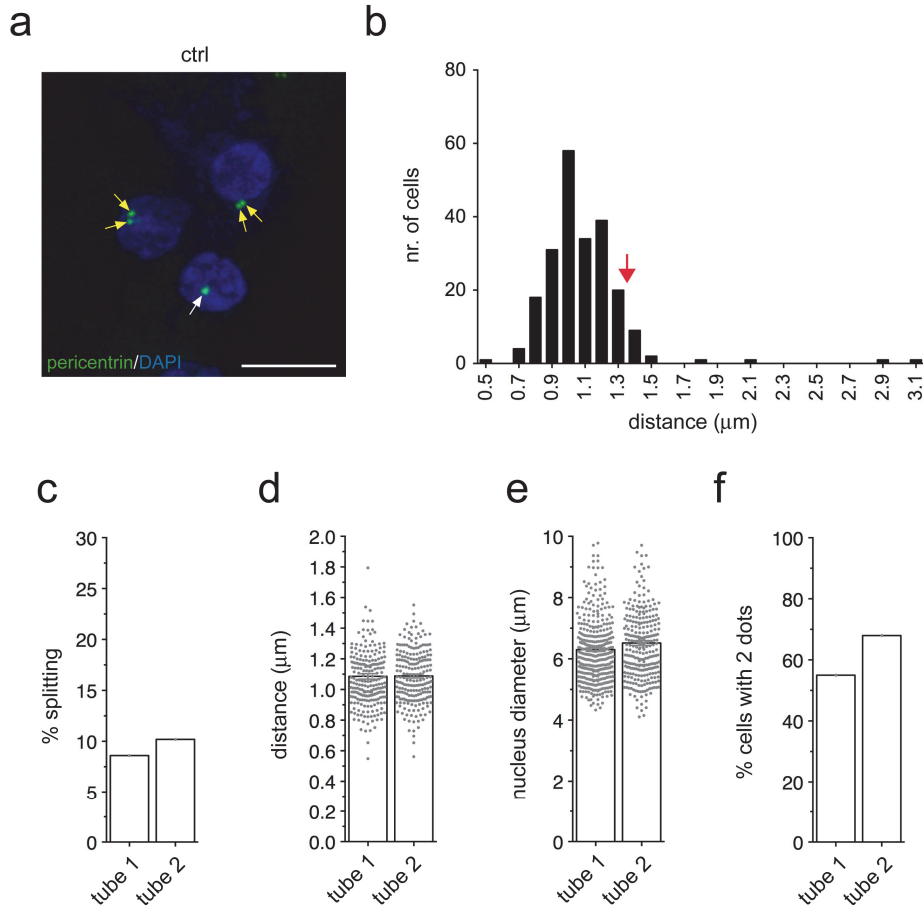 a
ctrl
pericentrin/DAPI
b
80
60
40
20
0
nr. of cells
0.5
0.7
0.9
1.1
1.3
1.5
1.7
1.9
2.1
2.3
2.5
2.7
2.9
3.1
distance (μm)
c
30
25
20
15
10
5
0
% splitting
tube 1
tube 2
d
2.0
1.8
1.6
1.4
1.2
1.0
0.8
0.6
0.4
0.2
0.0
distance (μm)
tube 1
tube 2
e
10
8
6
4
2
0
nucleus diameter (μm)
tube 1
tube 2
f
100
80
60
40
20
0
% cells with 2 dots
tube 1
tube 2